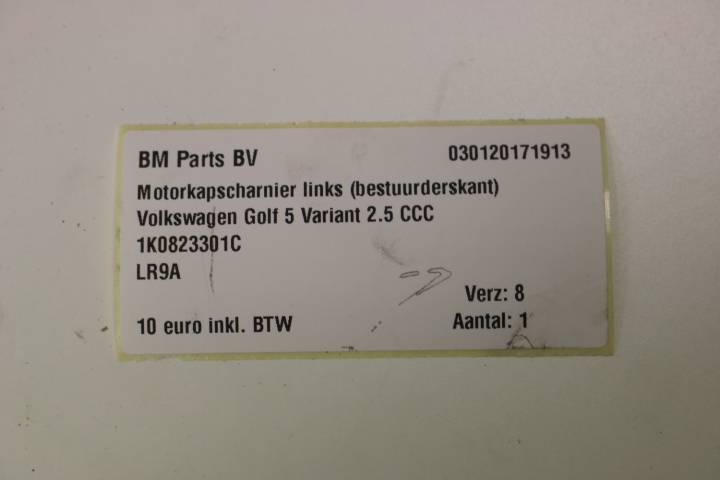 BM Parts BV 030120171913
Motorkapscharnier links (bestuurderskant)
Volkswagen Golf 5 Variant 2.5 CCC
1K0823301C
LR9A
Verz: 8
10 euro inkl. BTW Aantal: 1